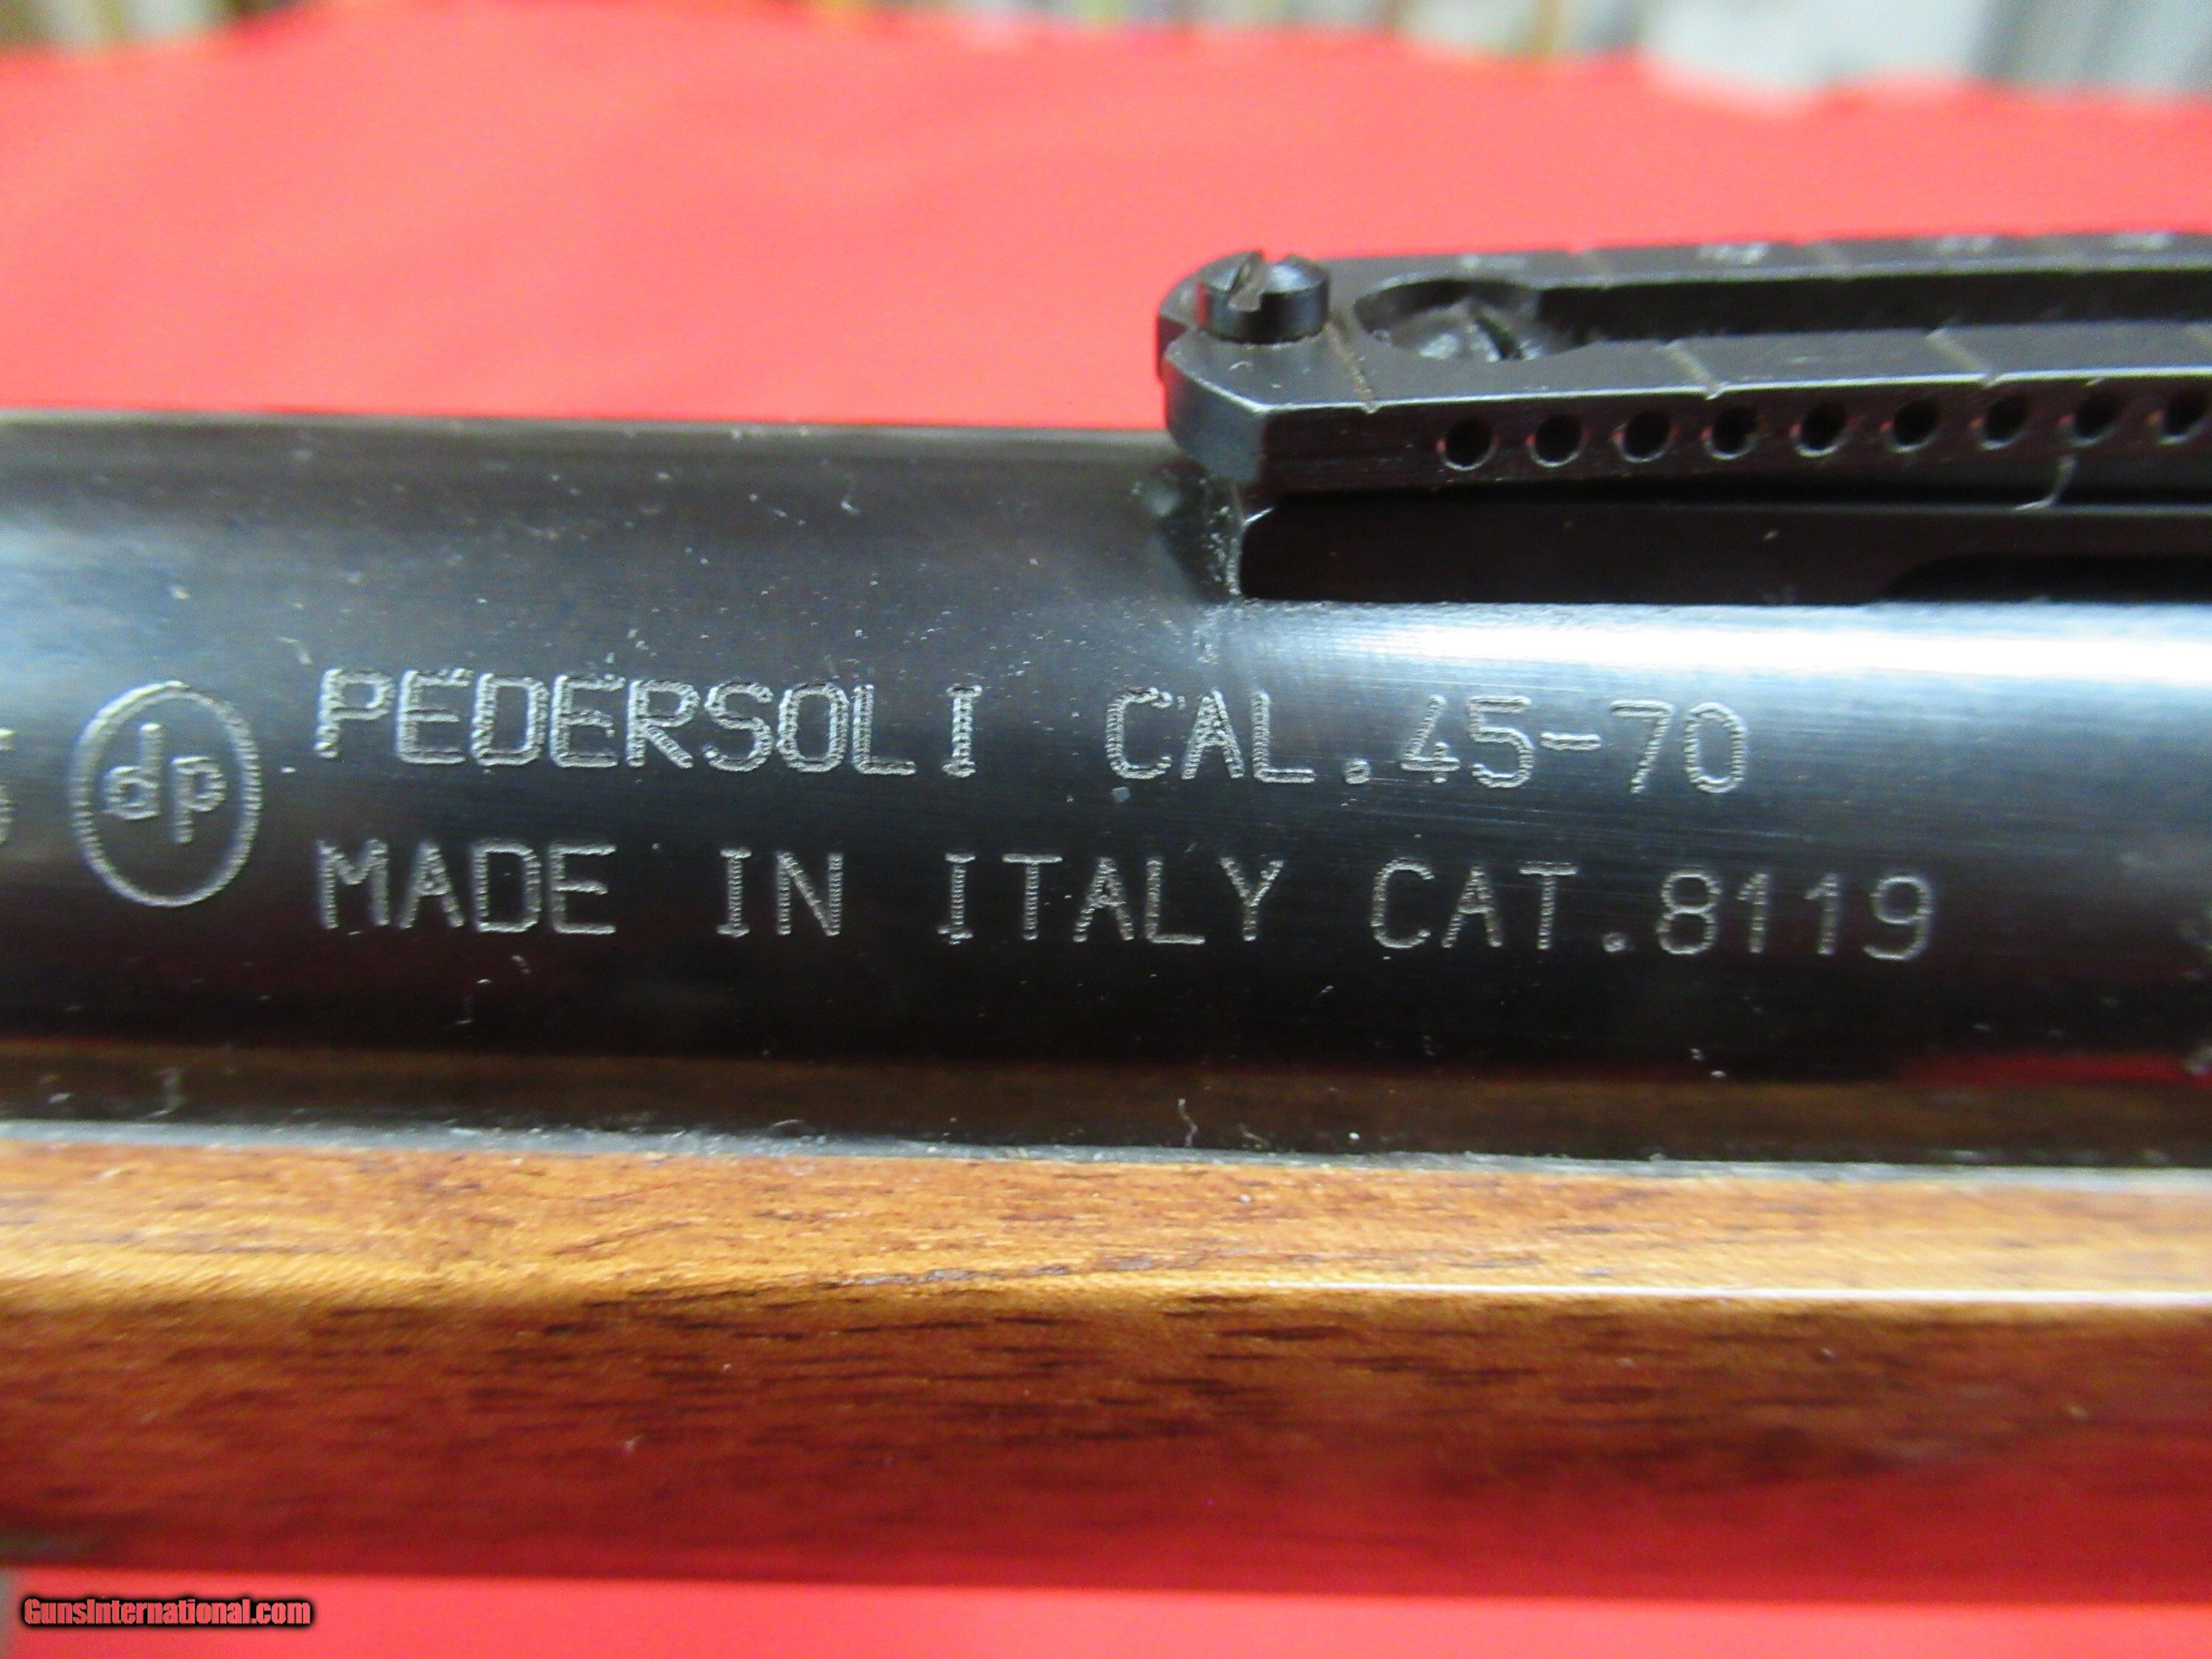 dp PEDERSOLI CAL.45-70
MADE IN ITALY CAT.8119
GunsInternational.com